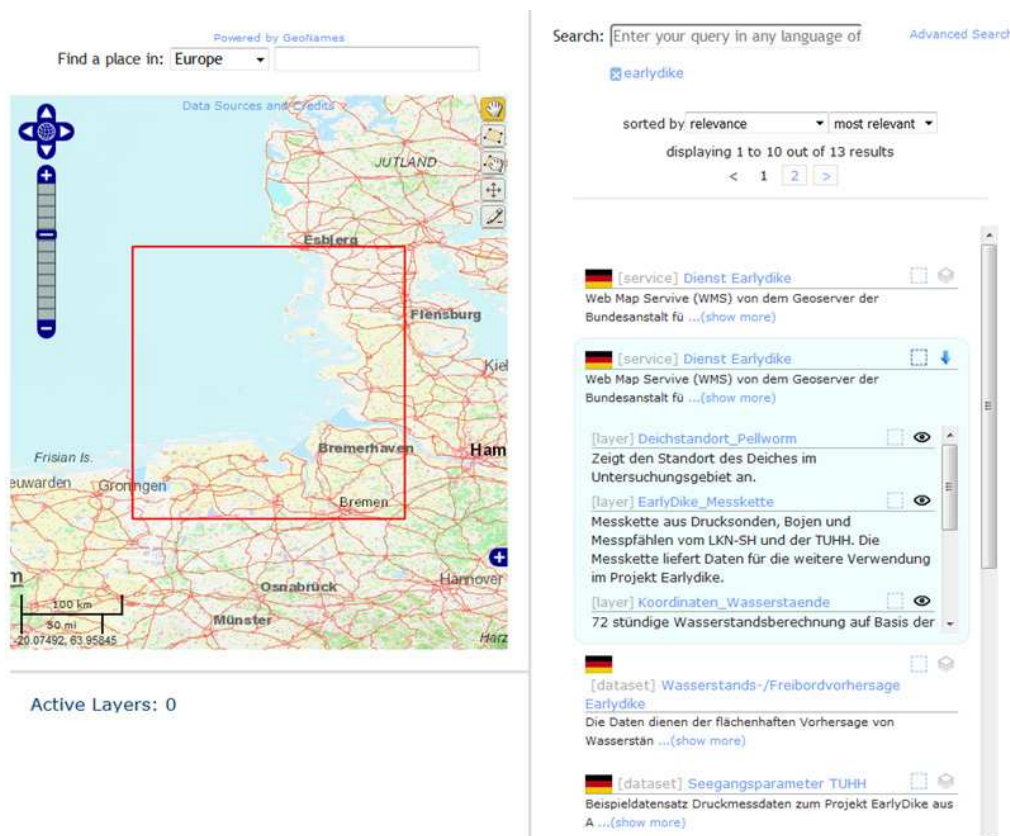 Powered by GeoNames
Find a place in: Europe
Data Sources and Credits
JUTLAND
Esbjerg
Flensburg
Kiel
Frisian Is.
Bremerhaven
Ham
euwarden
Groningen
Bremen
m
Osnabrück
Hannover
100 km
50 mi
Münster
-20.07492, 63.95845
Harz
Active Layers: 0
Search: Enter your query in any language of
Advanced Search
earlydike
sorted by relevance most relevant
displaying 1 to 10 out of 13 results
< 1 2 >
[service] Dienst Earlydike
Web Map Servive (WMS) von dem Geoserver der
Bundesanstalt fü ...(show more)
[service] Dienst Earlydike
Web Map Servive (WMS) von dem Geoserver der
Bundesanstalt fü ...(show more)
[layer] Deichstandort_Pellworm
Zeigt den Standort des Deiches im
Untersuchungsgebiet an.
[layer] EarlyDike_Messkette
Messkette aus Drucksonden, Bojen und
Messpfählen vom LKN-SH und der TUHH. Die
Messkette liefert Daten für die weitere Verwendung
im Projekt Earlydike.
[layer] Koordinaten_Wasserstaende
72 stündige Wasserstandsberechnung auf Basis der
[dataset] Wasserstands-/Freibordvorhersage
Earlydike
Die Daten dienen der flächenhaften Vorhersage von
Wasserstän ...(show more)
[dataset] Seegangsparameter TUHH
Beispieldatensatz Druckmessdaten zum Projekt EarlyDike aus
A ...(show more)